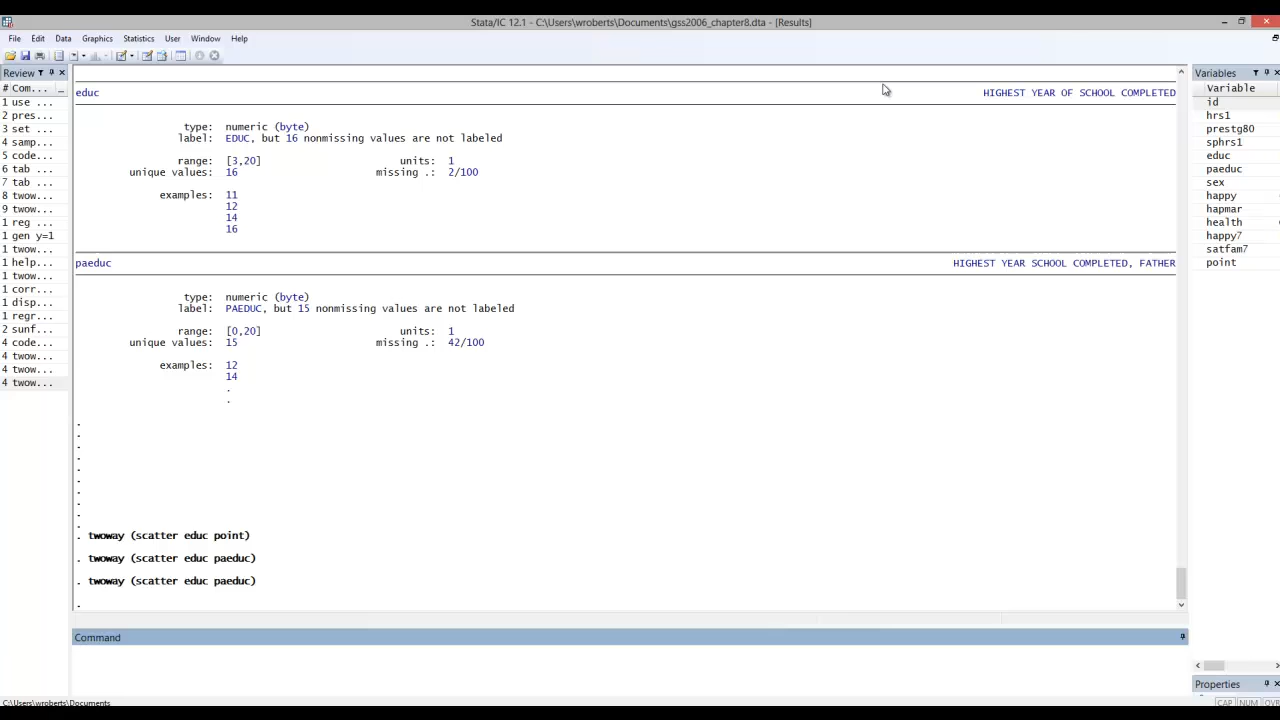 Stata/IC 12.1 - C:\Users\wroberts\Documents\gss2006_chapter8.dta - [Results]
File Edit Data Graphics Statistics User Window Help
Review
# Com...
1 use ...
2 pres...
3 set ...
4 samp...
5 code...
6 tab ...
7 tab ...
8 twow...
9 twow...
1 reg ...
1 gen y=1
1 twow...
1 help...
1 twow...
1 corr...
1 disp...
1 regr...
2 sunf...
4 code...
4 twow...
4 twow...
4 twow...
educ HIGHEST YEAR OF SCHOOL COMPLETED
type: numeric (byte)
label: EDUC, but 16 nonmissing values are not labeled
range: [3,20] units: 1
unique values: 16 missing .: 2/100
examples: 11
12
14
16
paeduc HIGHEST YEAR SCHOOL COMPLETED, FATHER
type: numeric (byte)
label: PAEDUC, but 15 nonmissing values are not labeled
range: [0,20] units: 1
unique values: 15 missing .: 42/100
examples: 12
14
.
.
.
.
.
.
.
.
.
.
.
.
. twoway (scatter educ point)
. twoway (scatter educ paeduc)
. twoway (scatter educ paeduc)
.
Command
Variables
Variable
id
hrs1
prestg80
sphrs1
educ
paeduc
sex
happy
hapmar
health
happy7
satfam7
point
Properties
C:\Users\wroberts\Documents
CAP NUM OVR